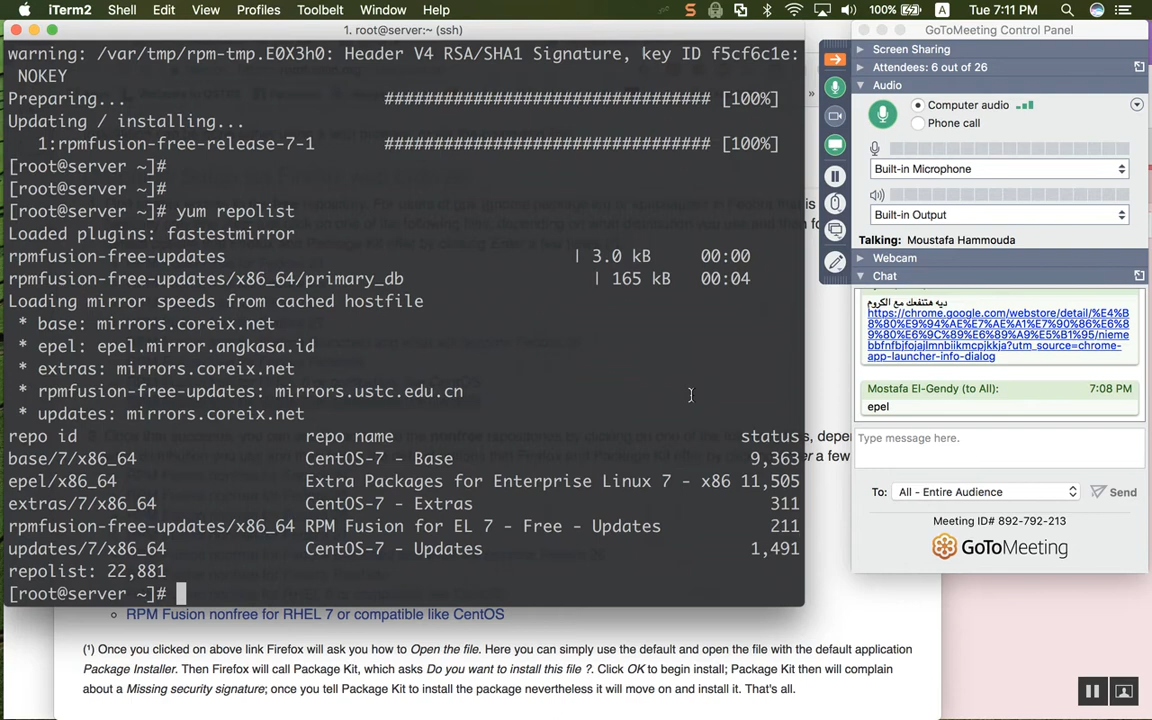 iTerm2 Shell Edit View Profiles Toolbelt Window Help 100% A Tue 7:11 PM
1. root@server:~ (ssh)
warning: /var/tmp/rpm-tmp.E0X3h0: Header V4 RSA/SHA1 Signature, key ID f5cf6c1e:
NOKEY
Preparing... ################################# [100%]
Updating / installing...
1:rpmfusion-free-release-7-1 ################################# [100%]
[root@server ~]#
[root@server ~]#
[root@server ~]# yum repolist
Loaded plugins: fastestmirror
rpmfusion-free-updates | 3.0 kB 00:00
rpmfusion-free-updates/x86_64/primary_db | 165 kB 00:04
Loading mirror speeds from cached hostfile
* base: mirrors.coreix.net
* epel: epel.mirror.angkasa.id
* extras: mirrors.coreix.net
* rpmfusion-free-updates: mirrors.ustc.edu.cn
* updates: mirrors.coreix.net
repo id repo name status
base/7/x86_64 CentOS-7 - Base 9,363
epel/x86_64 Extra Packages for Enterprise Linux 7 - x86 11,505
extras/7/x86_64 CentOS-7 - Extras 311
rpmfusion-free-updates/x86_64 RPM Fusion for EL 7 - Free - Updates 211
updates/7/x86_64 CentOS-7 - Updates 1,491
repolist: 22,881
[root@server ~]#
RPM Fusion nonfree for RHEL 7 or compatible like CentOS
(¹) Once you clicked on above link Firefox will ask you how to Open the file. Here you can simply use the default and open the file with the default application
Package Installer. Then Firefox will call Package Kit, which asks Do you want to install this file ?. Click OK to begin install; Package Kit then will complain
about a Missing security signature; once you tell Package Kit to install the package nevertheless it will move on and install it. That's all.
GoToMeeting Control Panel
Screen Sharing
Attendees: 6 out of 26
Audio
Computer audio
Phone call
Built-in Microphone
Built-in Output
Talking: Moustafa Hammouda
Webcam
Chat
ديه هتنفعك مع الكروم
https://chrome.google.com/webstore/detail/%E4%B
8%80%E9%94%AE%E7%AE%A1%E7%90%86%E6%8
9%80%E6%9C%89%E6%89%A9%E5%B1%95/nieme
bbfnbfjfojajlmnbiikmcpjkkja?utm_source=chrome-
app-launcher-info-dialog
Mostafa El-Gendy (to All): 7:08 PM
epel
Type message here.
To: All - Entire Audience Send
Meeting ID# 892-792-213
GoToMeeting